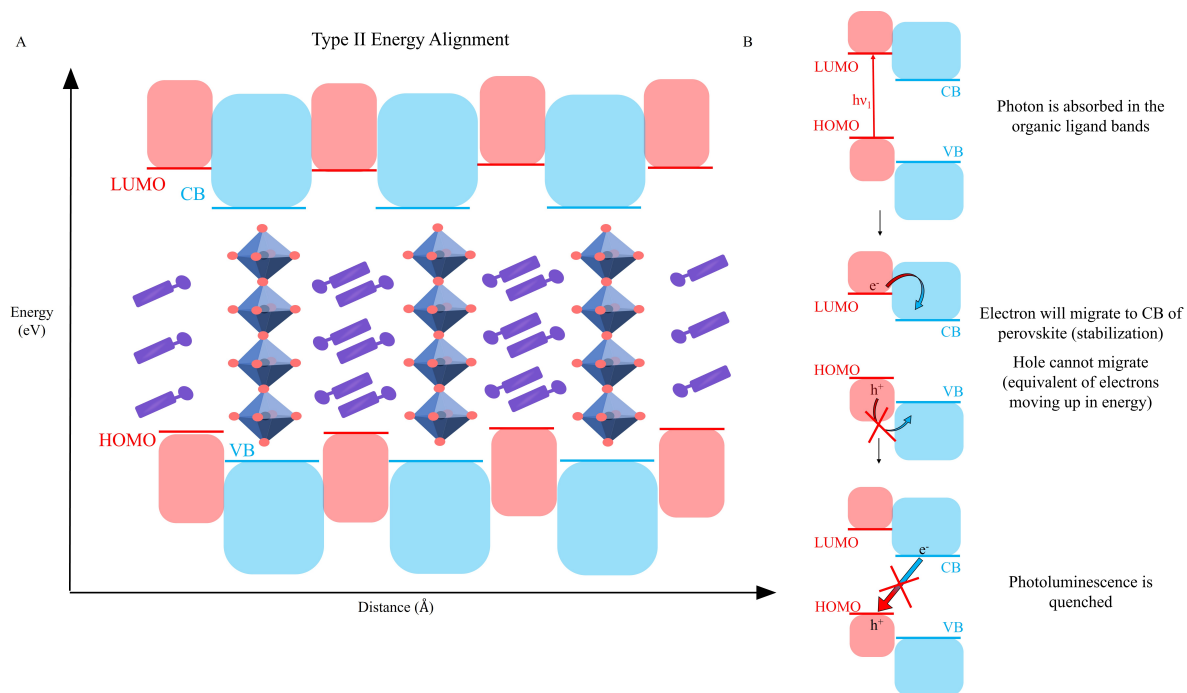 A
Type II Energy Alignment
LUMO
CB
Energy
(eV)
HOMO
VB
Distance (Å)
B
LUMO
CB
hν₁
HOMO
VB
Photon is absorbed in the
organic ligand bands
e⁻
LUMO
CB
Electron will migrate to CB of
perovskite (stabilization)
HOMO
h⁺
VB
Hole cannot migrate
(equivalent of electrons
moving up in energy)
LUMO
e⁻
CB
HOMO
h⁺
VB
Photoluminescence is
quenched